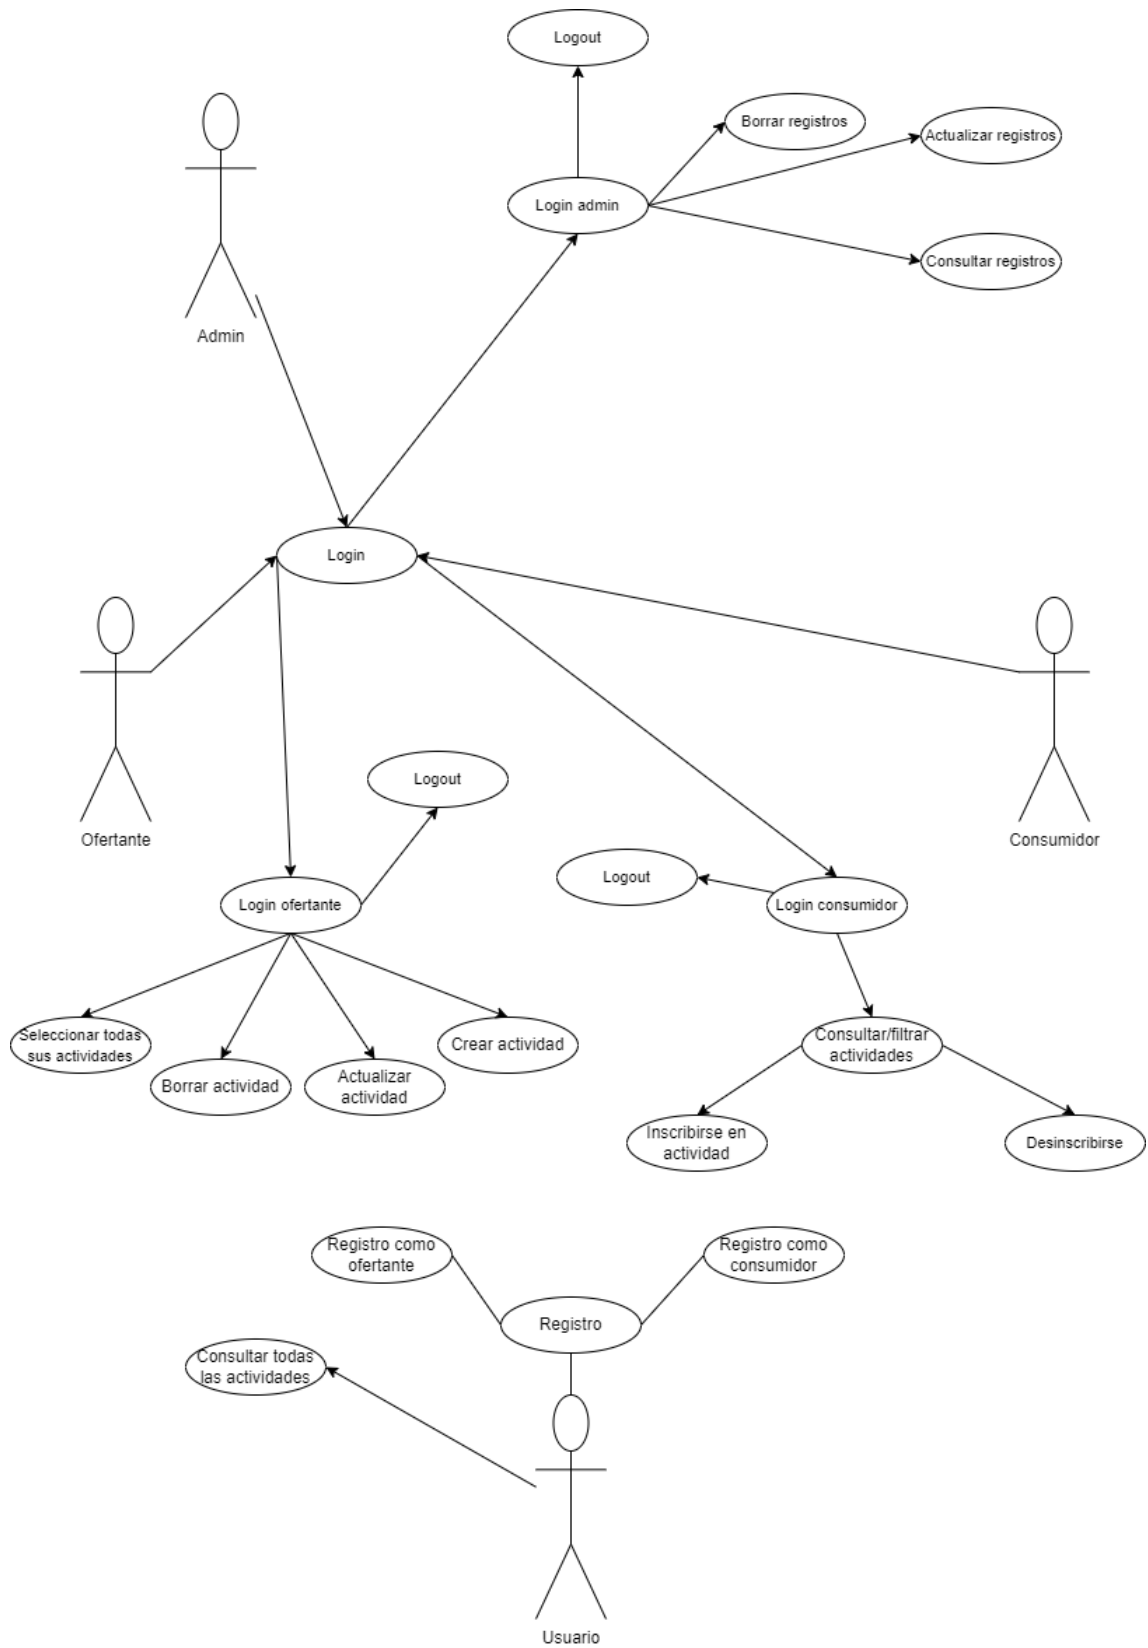 Logout
Borrar registros
Actualizar registros
Login admin
Consultar registros
Admin
Login
Ofertante
Consumidor
Logout
Logout
Login ofertante
Login consumidor
Seleccionar todas
sus actividades
Borrar actividad
Actualizar
actividad
Crear actividad
Consultar/filtrar
actividades
Inscribirse en
actividad
Desinscribirse
Registro como
ofertante
Registro como
consumidor
Registro
Consultar todas
las actividades
Usuario